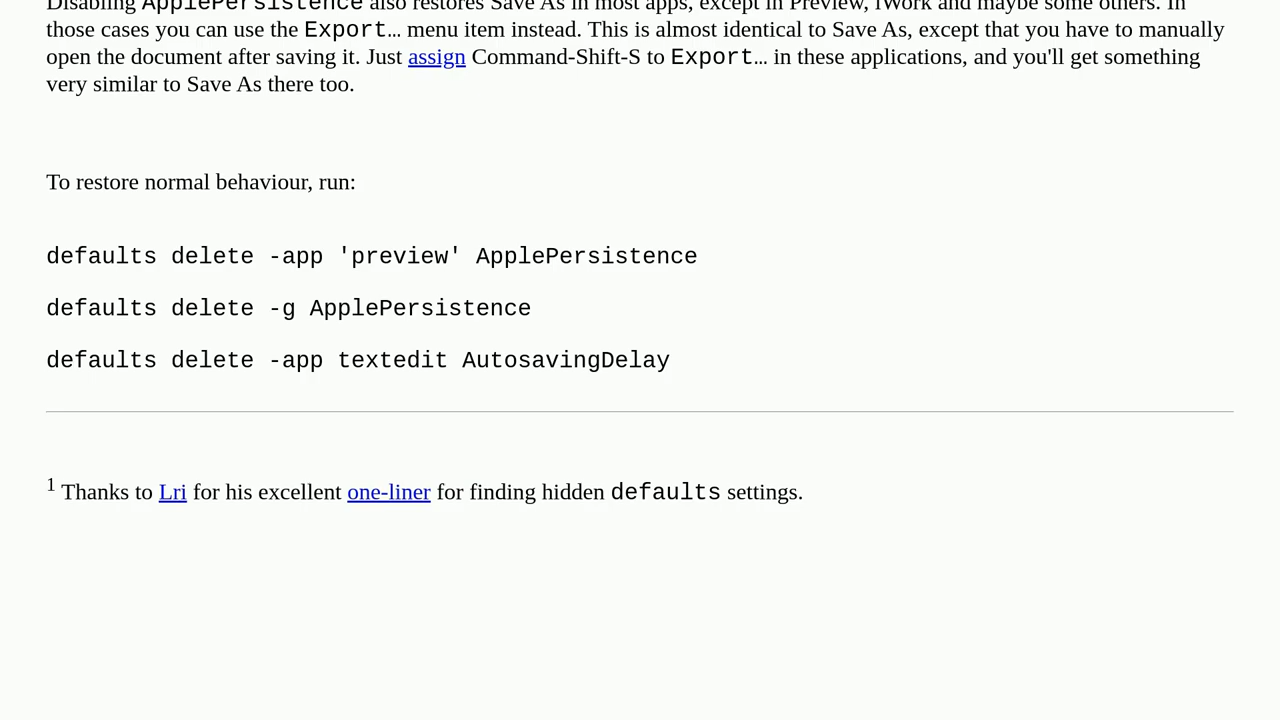 Disabling ApplePersistence also restores Save As in most apps, except in Preview, iWork and maybe some others. In
those cases you can use the Export… menu item instead. This is almost identical to Save As, except that you have to manually
open the document after saving it. Just assign Command-Shift-S to Export… in these applications, and you'll get something
very similar to Save As there too.
To restore normal behaviour, run:
defaults delete -app 'preview' ApplePersistence
defaults delete -g ApplePersistence
defaults delete -app textedit AutosavingDelay
1 Thanks to Lri for his excellent one-liner for finding hidden defaults settings.